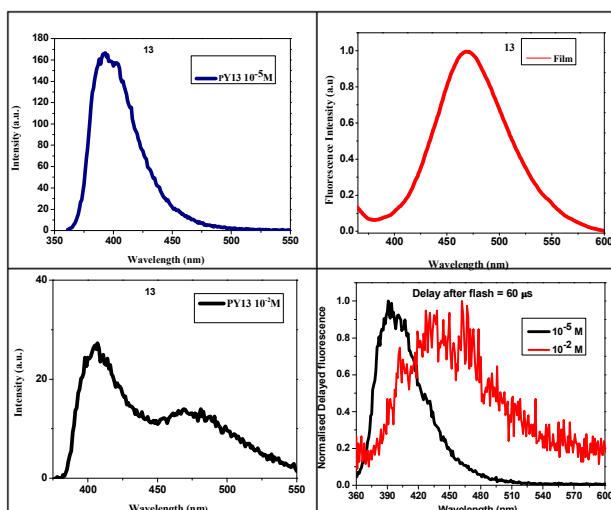 13
PY13 10⁻⁵M
Intensity (a.u.)
180
160
140
120
100
80
60
40
20
0
350 400 450 500 550
Wavelength (nm)
13
Film
Fluorescence Intensity (a.u)
1.0
0.8
0.6
0.4
0.2
0.0
400 450 500 550 600
Wavelength (nm)
13
PY13 10⁻²M
Intensity (a.u.)
40
20
0
400 450 500 550
Wavelength (nm)
Delay after flash = 60 μs
10⁻⁵ M
10⁻² M
Normalised Delayed fluorescence
1.0
0.8
0.6
0.4
0.2
0.0
360 390 420 450 480 510 540 570 600
Wavelength (nm)